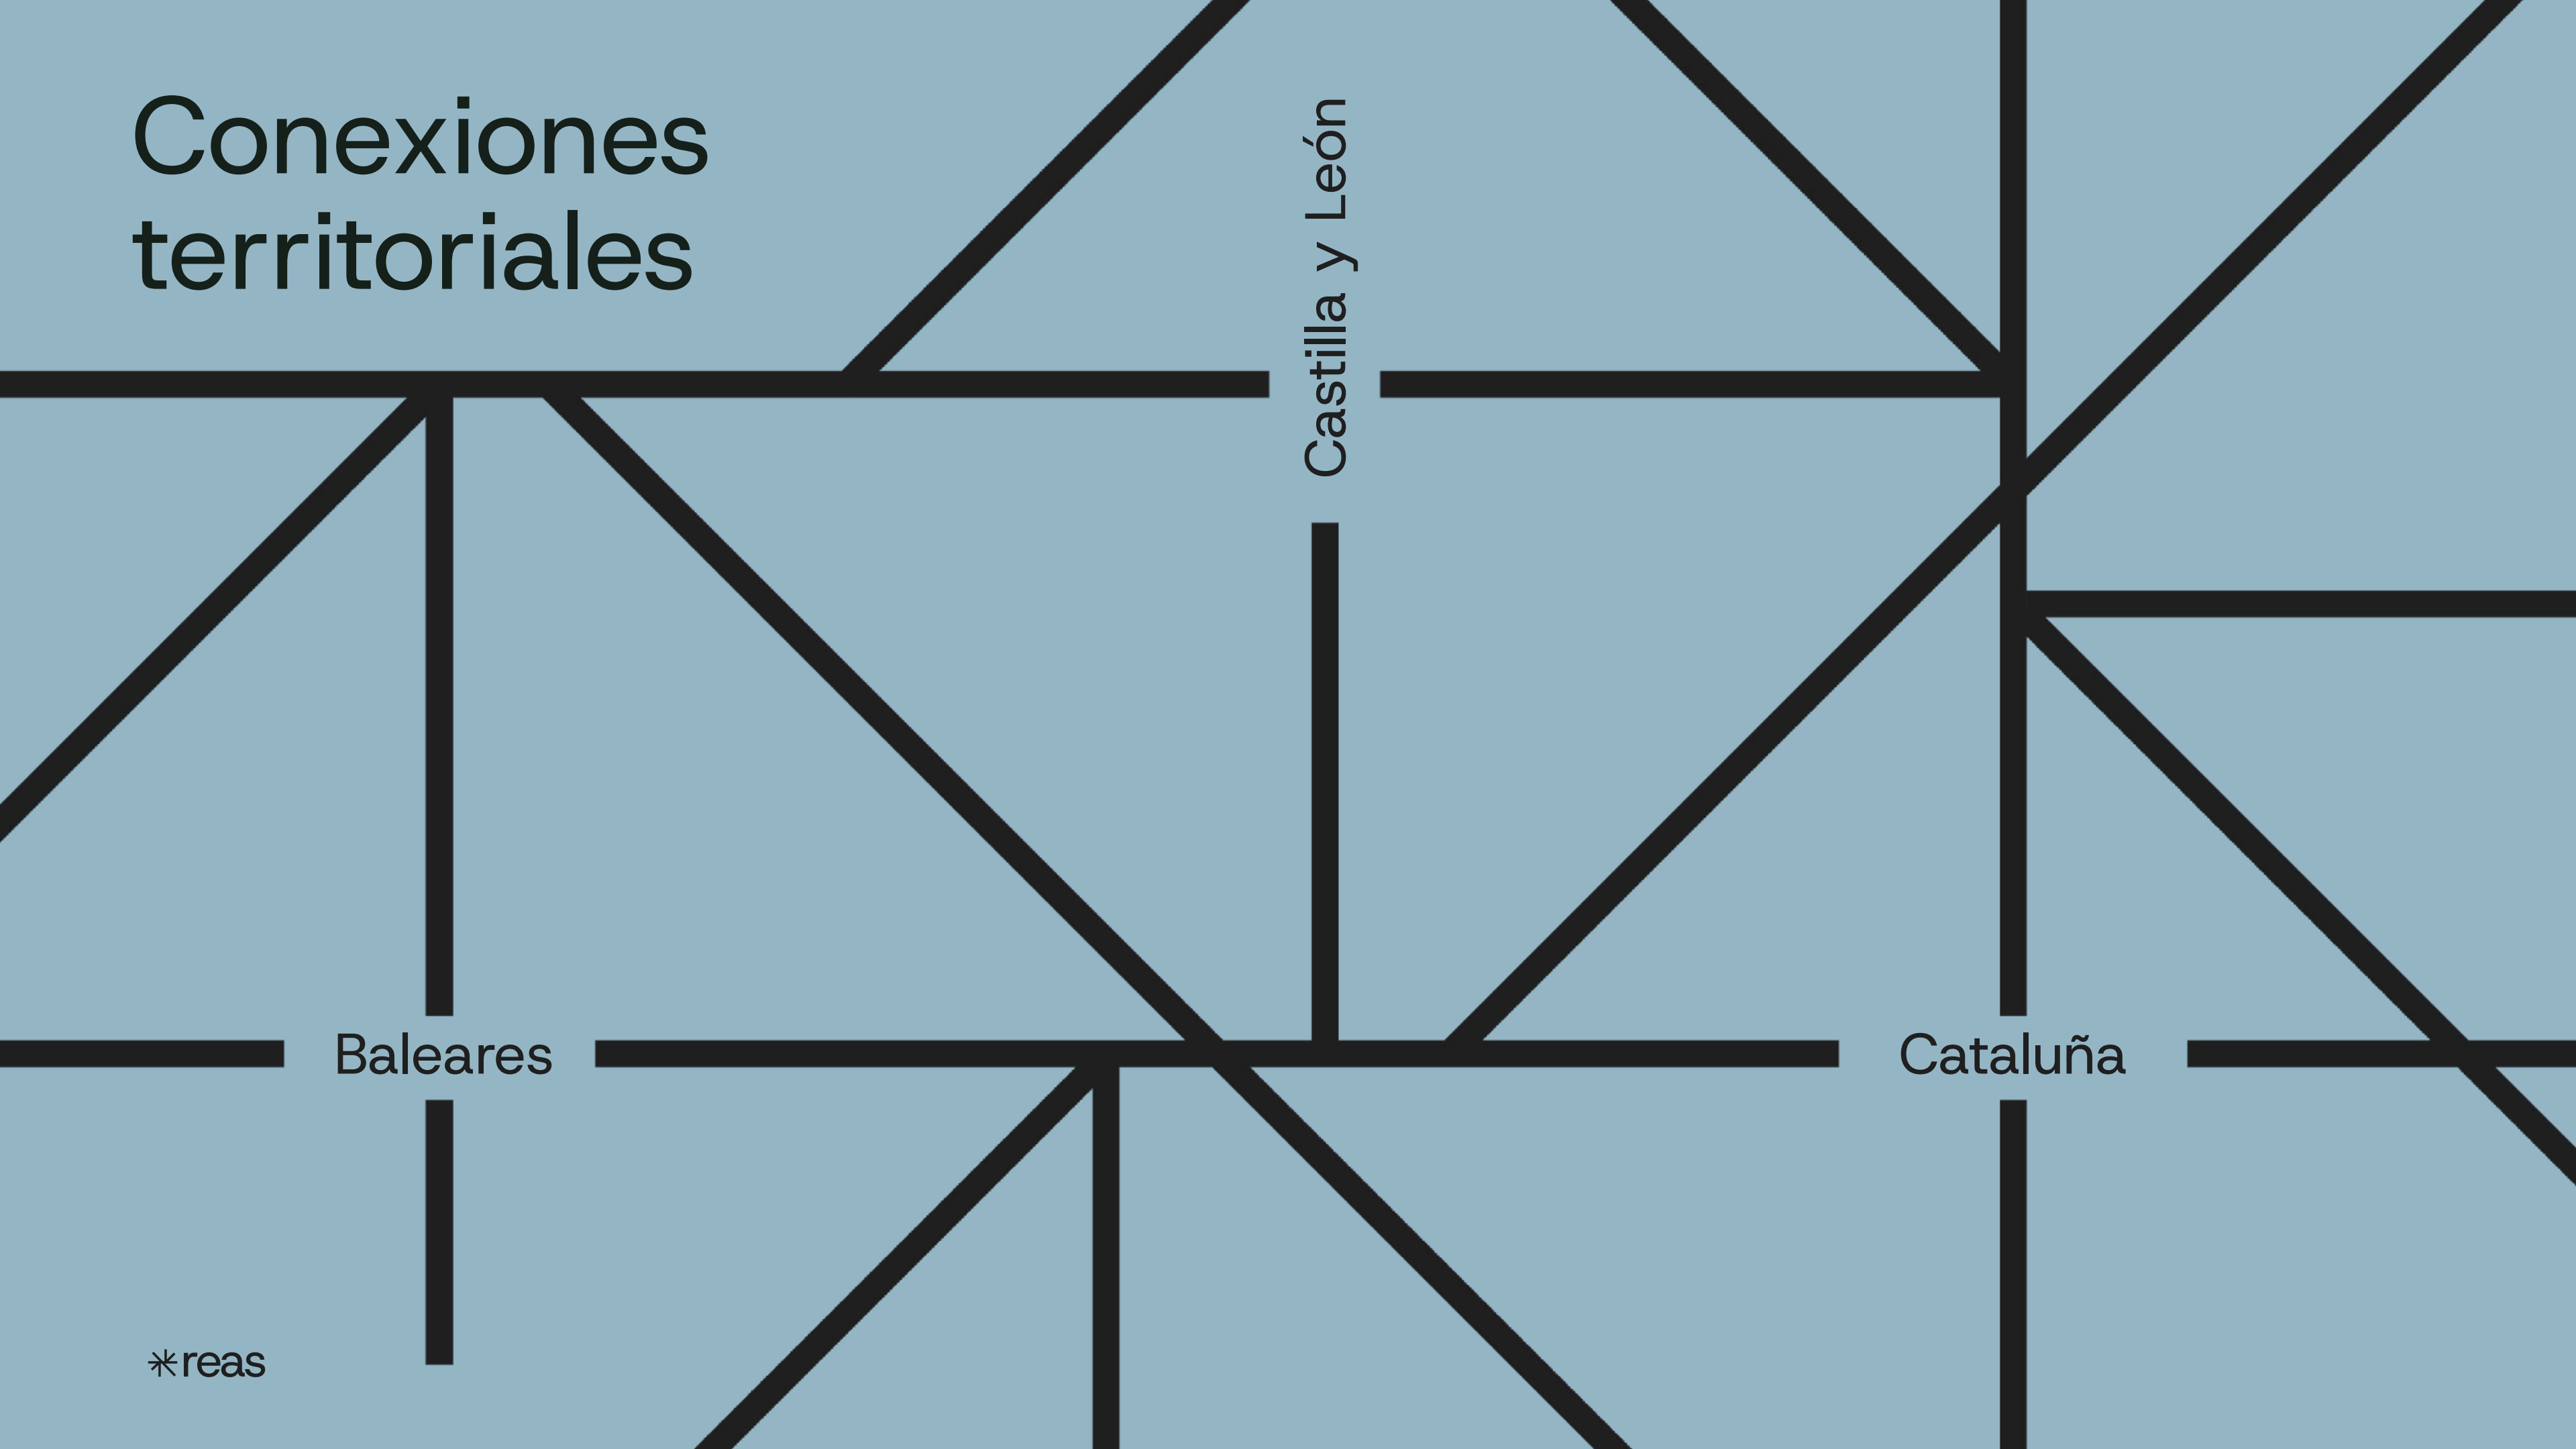 Conexiones
territoriales
Castilla y León
Baleares
Cataluña
reas